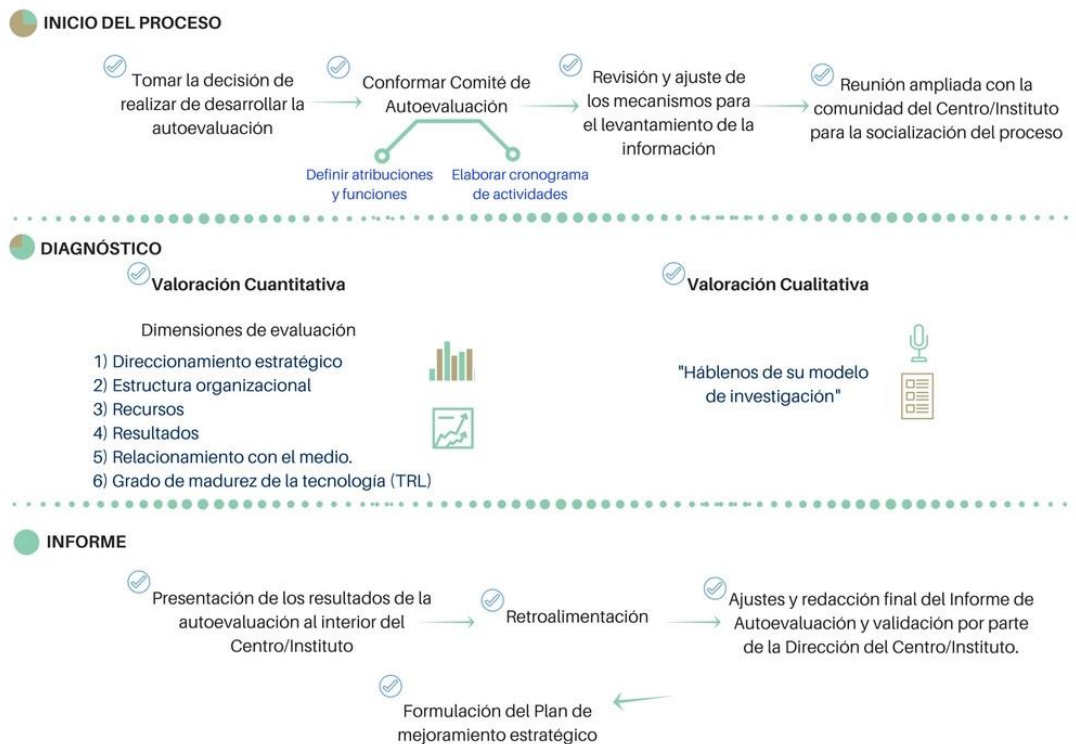 INICIO DEL PROCESO
Tomar la decisión de
realizar de desarrollar la
autoevaluación
Conformar Comité de
Autoevaluación
Definir atribuciones
y funciones
Elaborar cronograma
de actividades
Revisión y ajuste de
los mecanismos para
el levantamiento de la
información
Reunión ampliada con la
comunidad del Centro/Instituto
para la socialización del proceso
DIAGNÓSTICO
Valoración Cuantitativa
Dimensiones de evaluación
1) Direccionamiento estratégico
2) Estructura organizacional
3) Recursos
4) Resultados
5) Relacionamiento con el medio.
6) Grado de madurez de la tecnología (TRL)
Valoración Cualitativa
"Háblenos de su modelo
de investigación"
INFORME
Presentación de los resultados de la
autoevaluación al interior del
Centro/Instituto
Retroalimentación
Ajustes y redacción final del Informe de
Autoevaluación y validación por parte
de la Dirección del Centro/Instituto.
Formulación del Plan de
mejoramiento estratégico